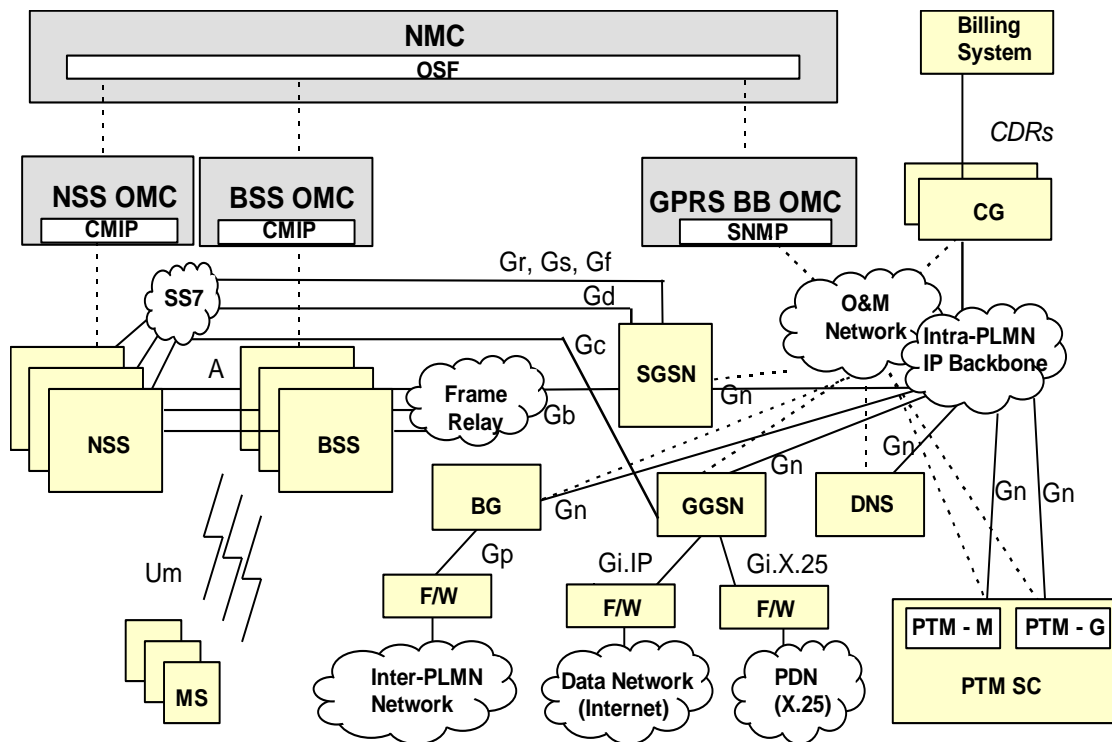 NMC
OSF
Billing
System
CDRs
NSS OMC
CMIP
BSS OMC
CMIP
GPRS BB OMC
SNMP
CG
Gr, Gs, Gf
SS7
Gd
O&M
Network
Intra-PLMN
IP Backbone
Gc
A
SGSN
Frame
Relay
Gb
Gn
NSS
BSS
BG
Gn
GGSN
Gn
DNS
Gn
Gn
Gn
Um
Gp
Gi.IP
Gi.X.25
F/W
F/W
F/W
PTM - M
PTM - G
PTM SC
MS
Inter-PLMN
Network
Data Network
(Internet)
PDN
(X.25)